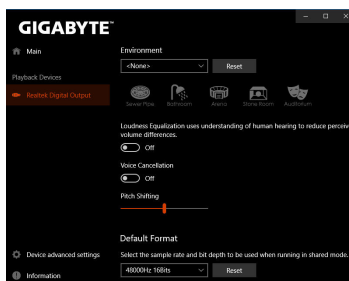 GIGABYTE™
Main
Playback Devices
Realtek Digital Output
Device advanced settings
Information
Environment
<None>
Reset
Sewer Pipe
Bathroom
Arena
Stone Room
Auditorium
Loudness Equalization uses understanding of human hearing to reduce perceiv
volume differences.
Off
Voice Cancellation
Off
Pitch Shifting
Default Format
Select the sample rate and bit depth to be used when running in shared mode.
48000Hz 16Bits
Reset